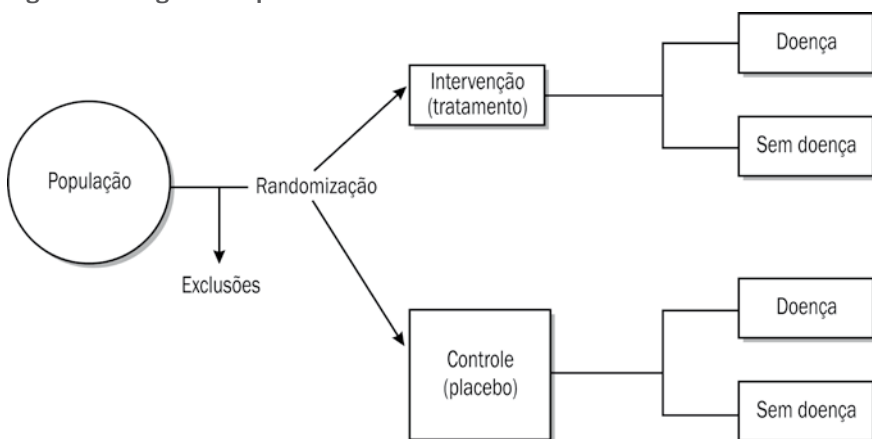 População
Exclusões
Randomização
Intervenção
(tratamento)
Doença
Sem doença
Controle
(placebo)
Doença
Sem doença